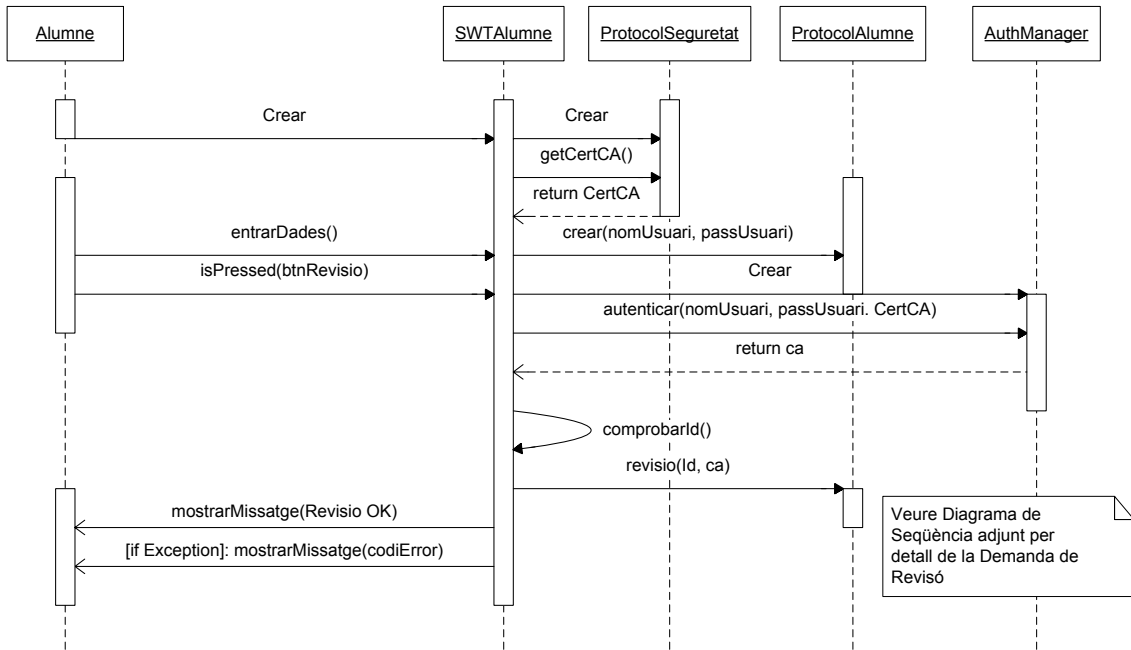 Alumne
SWTAlumne
ProtocolSeguretat
ProtocolAlumne
AuthManager
Crear
Crear
getCertCA()
return CertCA
entrarDades()
crear(nomUsuari, passUsuari)
isPressed(btnRevisio)
Crear
autenticar(nomUsuari, passUsuari. CertCA)
return ca
comprobarId()
revisio(Id, ca)
mostrarMissatge(Revisio OK)
[if Exception]: mostrarMissatge(codiError)
Veure Diagrama de
Seqüència adjunt per
detall de la Demanda de
Revisó